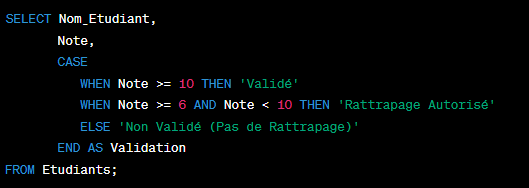 SELECT Nom_Etudiant,
Note,
CASE
WHEN Note >= 10 THEN 'Validé'
WHEN Note >= 6 AND Note < 10 THEN 'Rattrapage Autorisé'
ELSE 'Non Validé (Pas de Rattrapage)'
END AS Validation
FROM Etudiants;